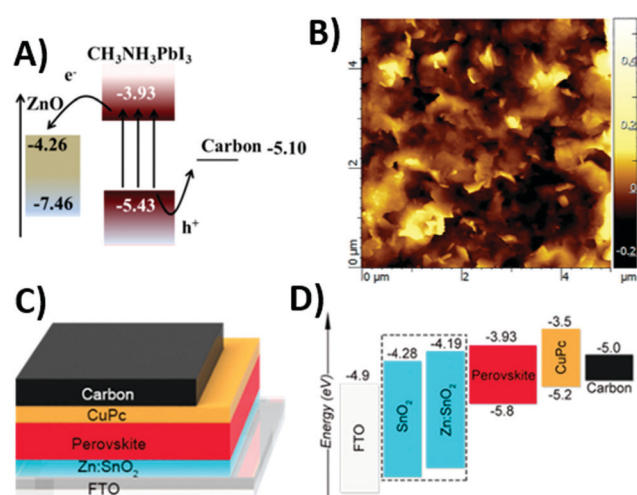 A)
CH₃NH₃PbI₃
e⁻
-3.93
ZnO
-4.26
-7.46
Carbon -5.10
-5.43
h⁺
B)
4
2
0 µm
0 µm
2
4
µm
0.2
0
-0.2
C)
Carbon
CuPc
Perovskite
Zn:SnO₂
FTO
D)
Energy (eV)
-4.9
FTO
-4.28
SnO₂
-4.19
Zn:SnO₂
-3.93
Perovskite
-5.8
-3.5
CuPc
-5.2
-5.0
Carbon